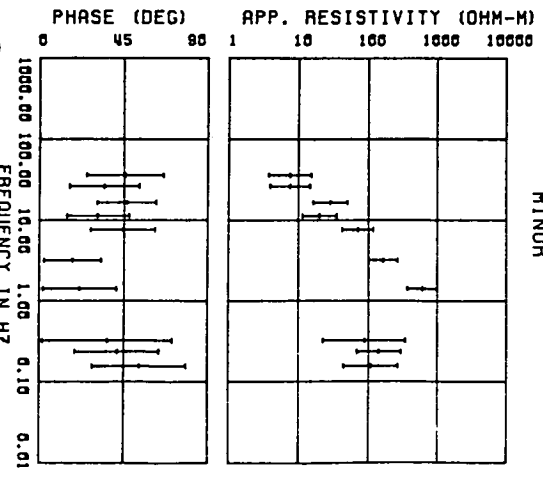 PHASE (DEG)
APP. RESISTIVITY (OHM-M)
0 45 90
1 10 100 1000 10000
1000.00
100.00
10.00
1.00
0.10
0.01
FREQUENCY IN HZ
MINOR